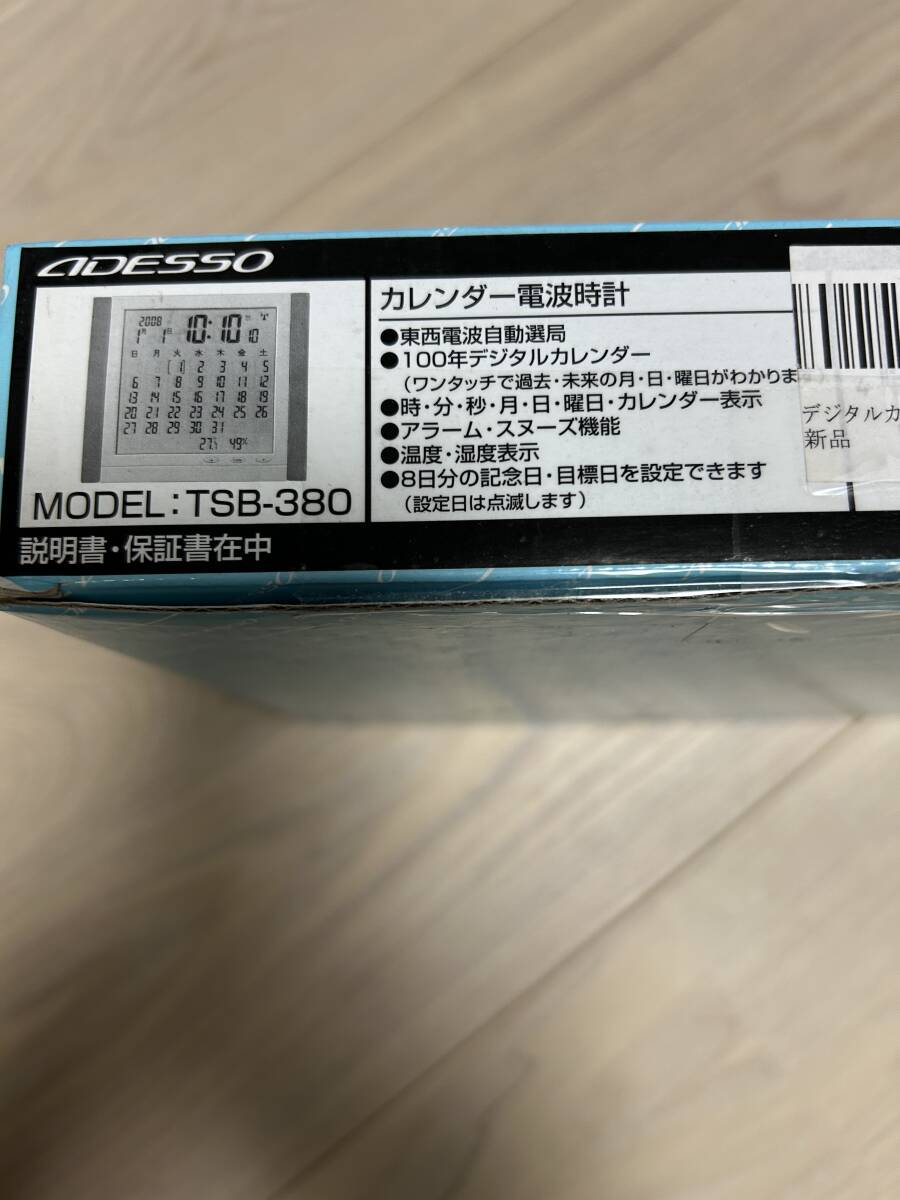 ADESSO
2008
1月 1日 10:10 10
日 月 火 水 木 金 土
[1] 2 3 4 5
6 7 8 9 10 11 12
13 14 15 16 17 18 19
20 21 22 23 24 25 26
27 28 29 30 31
49%
MODEL:TSB-380
説明書・保証書在中
カレンダー電波時計
●東西電波自動選局
●100年デジタルカレンダー
(ワンタッチで過去・未来の月・日・曜日がわかりま
●時・分・秒・月・日・曜日・カレンダー表示
●アラーム・スヌーズ機能
●温度・湿度表示
●8日分の記念日・目標日を設定できます
(設定日は点滅します)
デジタルカ
新品